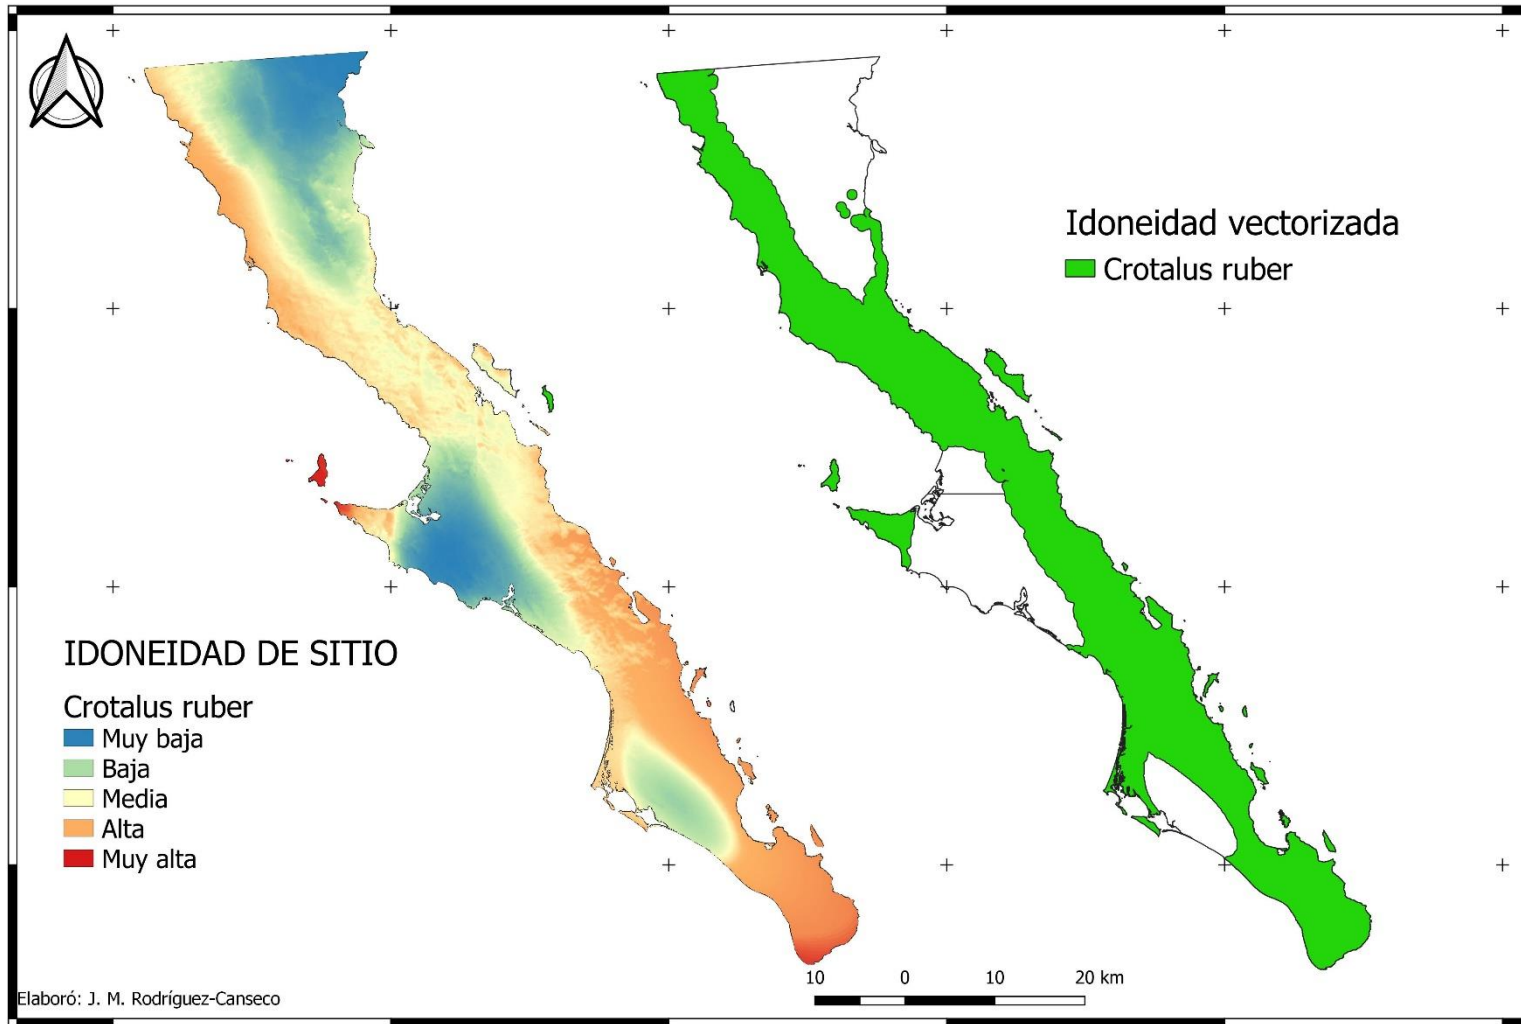 Idoneidad vectorizada
Crotalus ruber
IDONEIDAD DE SITIO
Crotalus ruber
Muy baja
Baja
Media
Alta
Muy alta
10 0 10 20 km
Elaboró: J. M. Rodríguez-Canseco